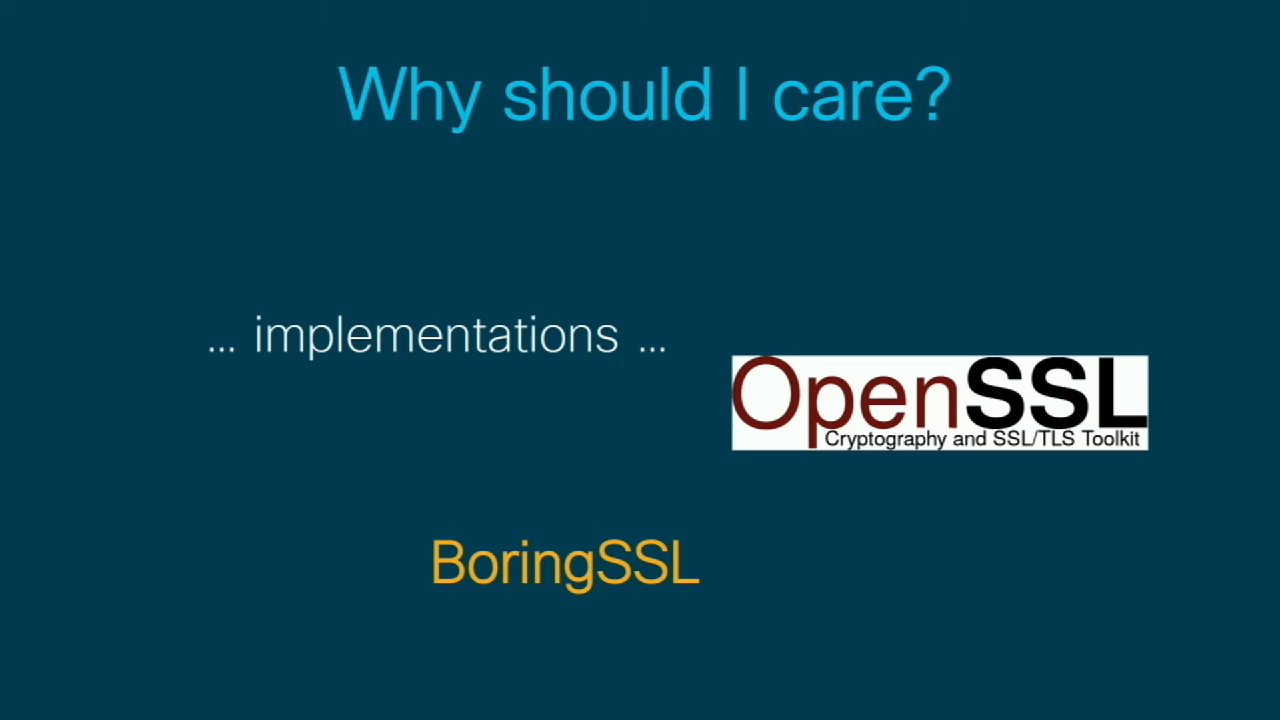 Why should I care?
... implementations ...
OpenSSL
Cryptography and SSL/TLS Toolkit
BoringSSL